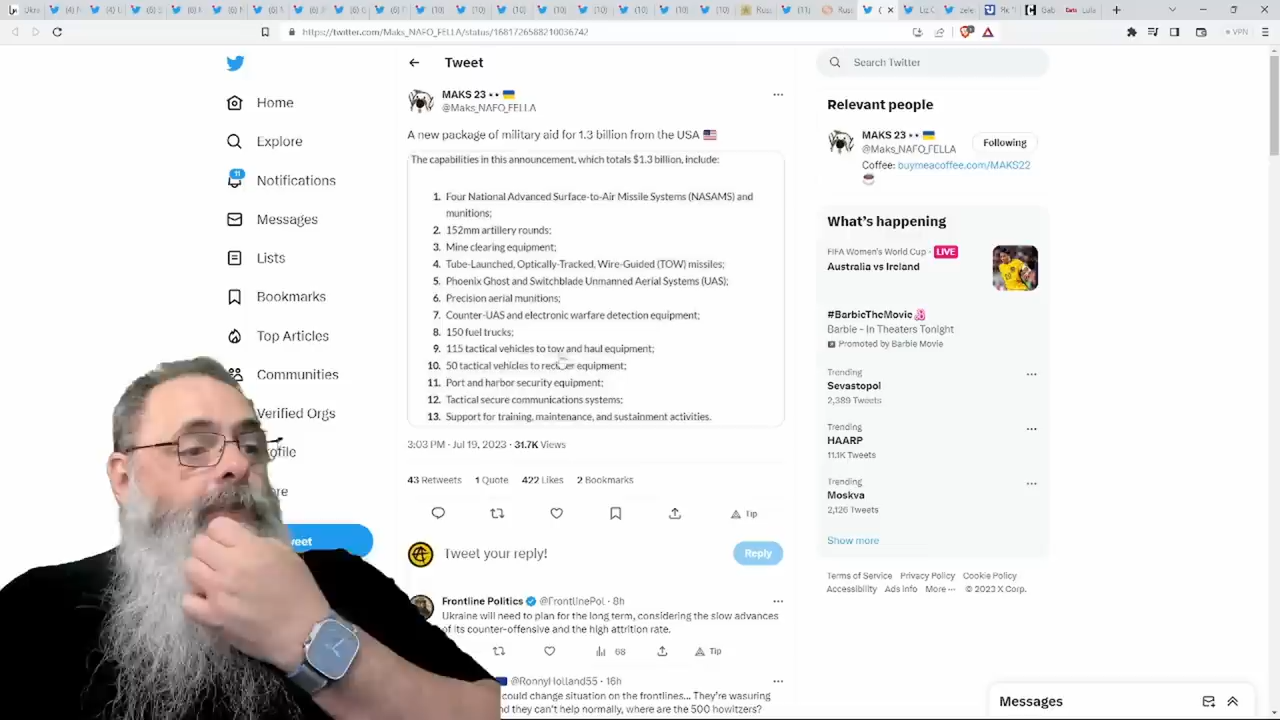 https://twitter.com/Maks_NAFO_FELLA/status/1681726588210036742
VPN
Home
Explore
11
Notifications
Messages
Lists
Bookmarks
Top Articles
Communities
Verified Orgs
Tweet
MAKS 23
@Maks_NAFO_FELLA
A new package of military aid for 1.3 billion from the USA
The capabilities in this announcement, which totals $1.3 billion, include:
1. Four National Advanced Surface-to-Air Missile Systems (NASAMS) and
munitions;
2. 152mm artillery rounds;
3. Mine clearing equipment;
4. Tube-Launched, Optically-Tracked, Wire-Guided (TOW) missiles;
5. Phoenix Ghost and Switchblade Unmanned Aerial Systems (UAS);
6. Precision aerial munitions;
7. Counter-UAS and electronic warfare detection equipment;
8. 150 fuel trucks;
9. 115 tactical vehicles to tow and haul equipment;
10. 50 tactical vehicles to recover equipment;
11. Port and harbor security equipment;
12. Tactical secure communications systems;
13. Support for training, maintenance, and sustainment activities.
3:03 PM · Jul 19, 2023 · 31.7K Views
43 Retweets 1 Quote 422 Likes 2 Bookmarks
Tip
Tweet your reply!
Reply
Frontline Politics @FrontlinePol · 8h
Ukraine will need to plan for the long term, considering the slow advances
of its counter-offensive and the high attrition rate.
68
Tip
@RonnyHolland55 · 16h
could change situation on the frontlines... They're wasuring
nd they can't help normally, where are the 500 howitzers?
Search Twitter
Relevant people
MAKS 23
@Maks_NAFO_FELLA
Following
Coffee: buymeacoffee.com/MAKS22
What's happening
FIFA Women's World Cup · LIVE
Australia vs Ireland
#BarbieTheMovie
Barbie - In Theaters Tonight
Promoted by Barbie Movie
Trending
Sevastopol
2,389 Tweets
Trending
HAARP
11.1K Tweets
Trending
Moskva
2,126 Tweets
Show more
Terms of Service Privacy Policy Cookie Policy
Accessibility Ads info More ··· © 2023 X Corp.
Messages